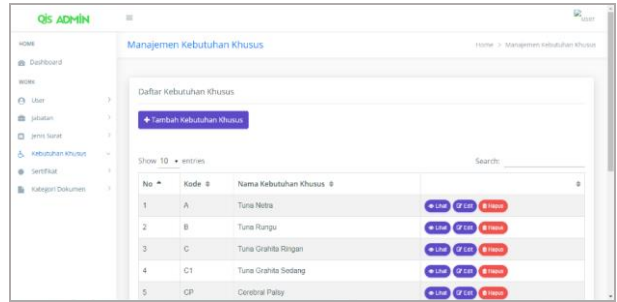 QIS ADMIN
USER
HOME
Dashboard
WORK
User
Jabatan
Jenis Surat
Kebutuhan Khusus
Sertifikat
Kategori Dokumen
Manajemen Kebutuhan Khusus
Home > Manajemen Kebutuhan Khusus
Daftar Kebutuhan Khusus
+ Tambah Kebutuhan Khusus
Show 10 entries
Search:
No Kode Nama Kebutuhan Khusus
1 A Tuna Netra Lihat Edit Hapus
2 B Tuna Rungu Lihat Edit Hapus
3 C Tuna Grahita Ringan Lihat Edit Hapus
4 C1 Tuna Grahita Sedang Lihat Edit Hapus
5 CP Cerebral Palsy Lihat Edit Hapus